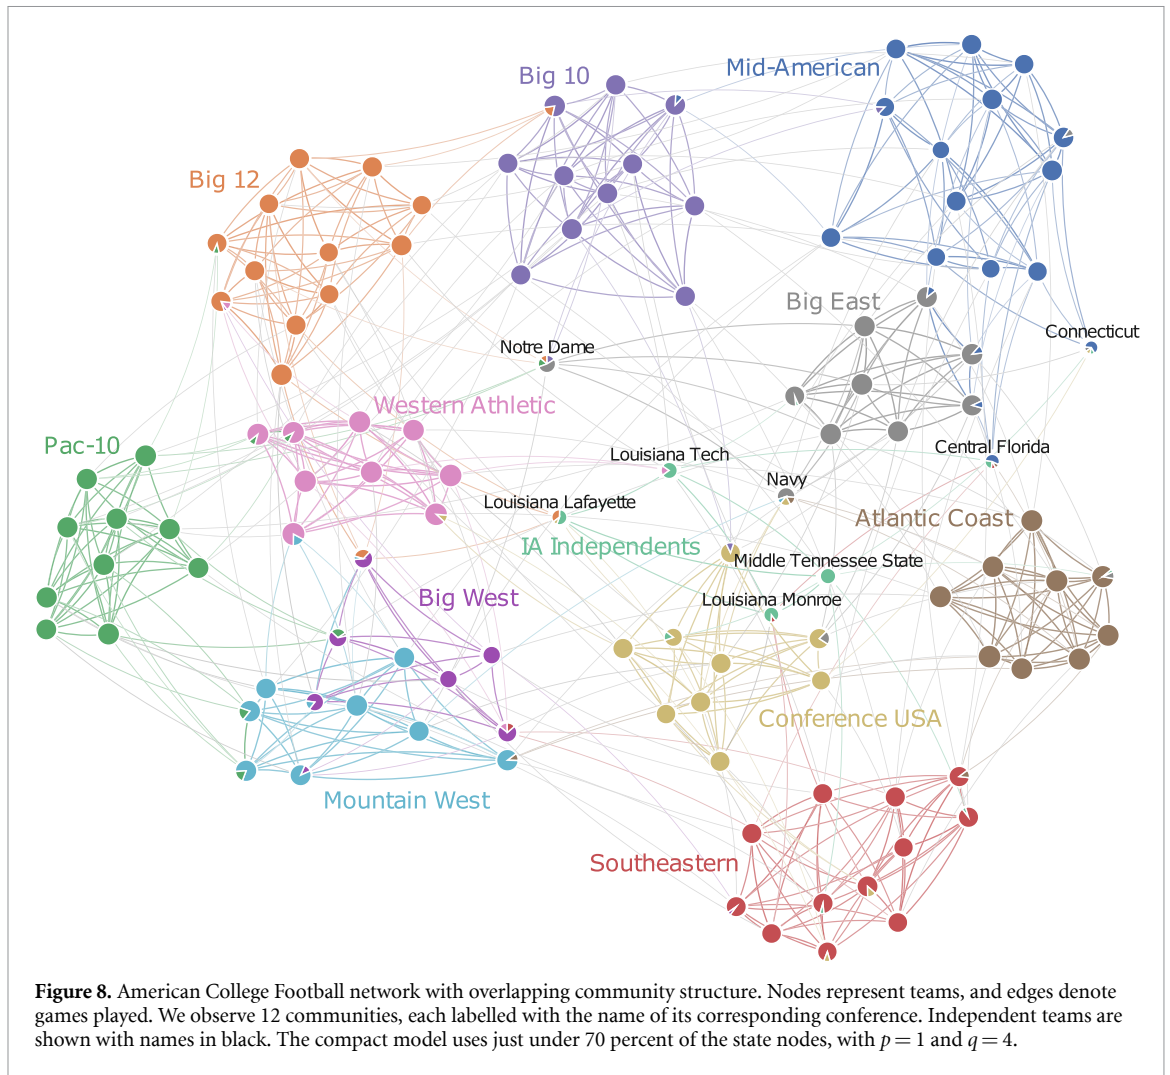 Big 10
Mid-American
Big 12
Big East
Connecticut
Notre Dame
Western Athletic
Pac-10
Louisiana Tech
Central Florida
Navy
Louisiana Lafayette
Atlantic Coast
IA Independents
Middle Tennessee State
Big West
Louisiana Monroe
Conference USA
Mountain West
Southeastern
Figure 8. American College Football network with overlapping community structure. Nodes represent teams, and edges denote
games played. We observe 12 communities, each labelled with the name of its corresponding conference. Independent teams are
shown with names in black. The compact model uses just under 70 percent of the state nodes, with p = 1 and q = 4.